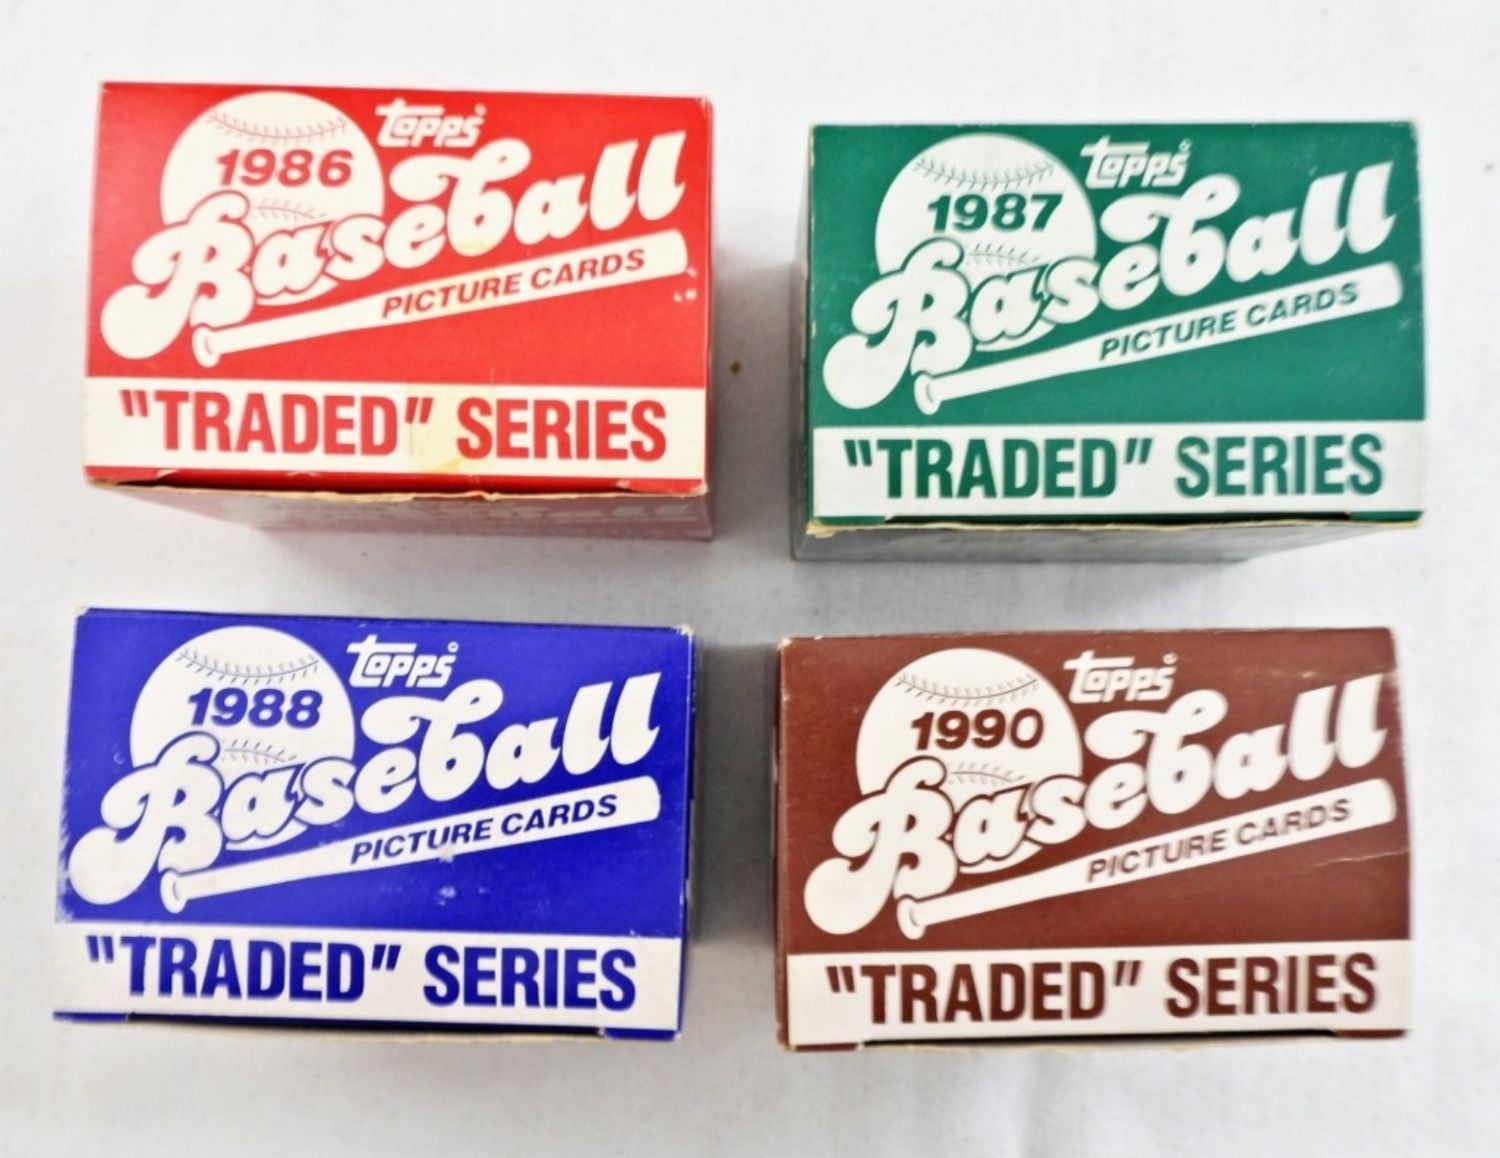 Topps
1986
Baseball
PICTURE CARDS
"TRADED" SERIES
Topps
1987
Baseball
PICTURE CARDS
"TRADED" SERIES
Topps
1988
Baseball
PICTURE CARDS
"TRADED" SERIES
Topps
1990
Baseball
PICTURE CARDS
"TRADED" SERIES